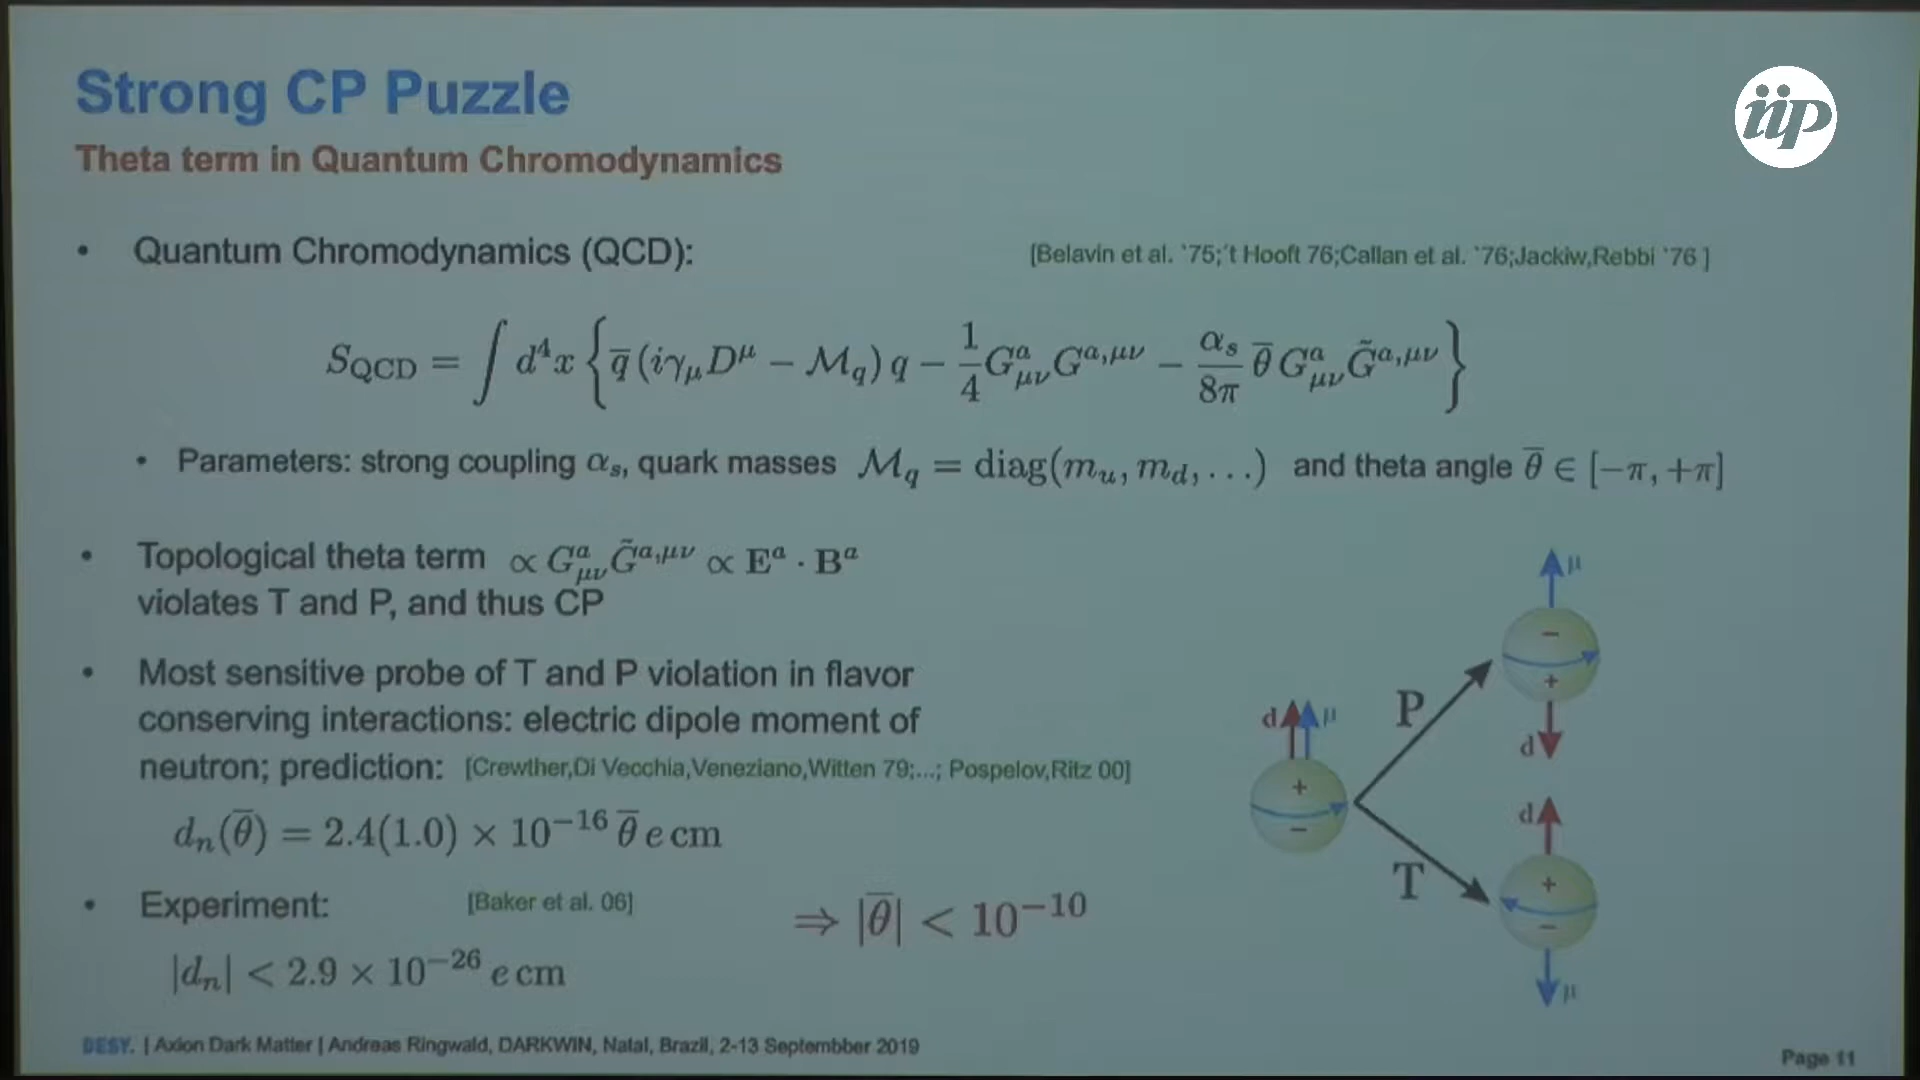 Strong CP Puzzle
iip
Theta term in Quantum Chromodynamics
• Quantum Chromodynamics (QCD):
[Belavin et al. `75;´t Hooft 76;Callan et al. `76;Jackiw,Rebbi `76 ]
S_QCD = ∫ d⁴x { q̄ (iγ_μ D^μ − ℳ_q) q − 1/4 G^a_μν G^{a,μν} − α_s/8π θ̄ G^a_μν G̃^{a,μν} }
• Parameters: strong coupling α_s, quark masses ℳ_q = diag(m_u, m_d, . . .) and theta angle θ̄ ∈ [−π, +π]
• Topological theta term ∝ G^a_μν G̃^{a,μν} ∝ E^a · B^a
violates T and P, and thus CP
• Most sensitive probe of T and P violation in flavor
conserving interactions: electric dipole moment of
neutron; prediction: [Crewther,Di Vecchia,Veneziano,Witten 79;...; Pospelov,Ritz 00]
d_n(θ̄) = 2.4(1.0) × 10^−16 θ̄ e cm
• Experiment: [Baker et al. 06]
⇒ |θ̄| < 10^−10
|d_n| < 2.9 × 10^−26 e cm
μ
−
+
d
d μ
+
−
P
T
d
+
−
μ
DESY. | Axion Dark Matter | Andreas Ringwald, DARKWIN, Natal, Brazil, 2-13 Septembber 2019
Page 11